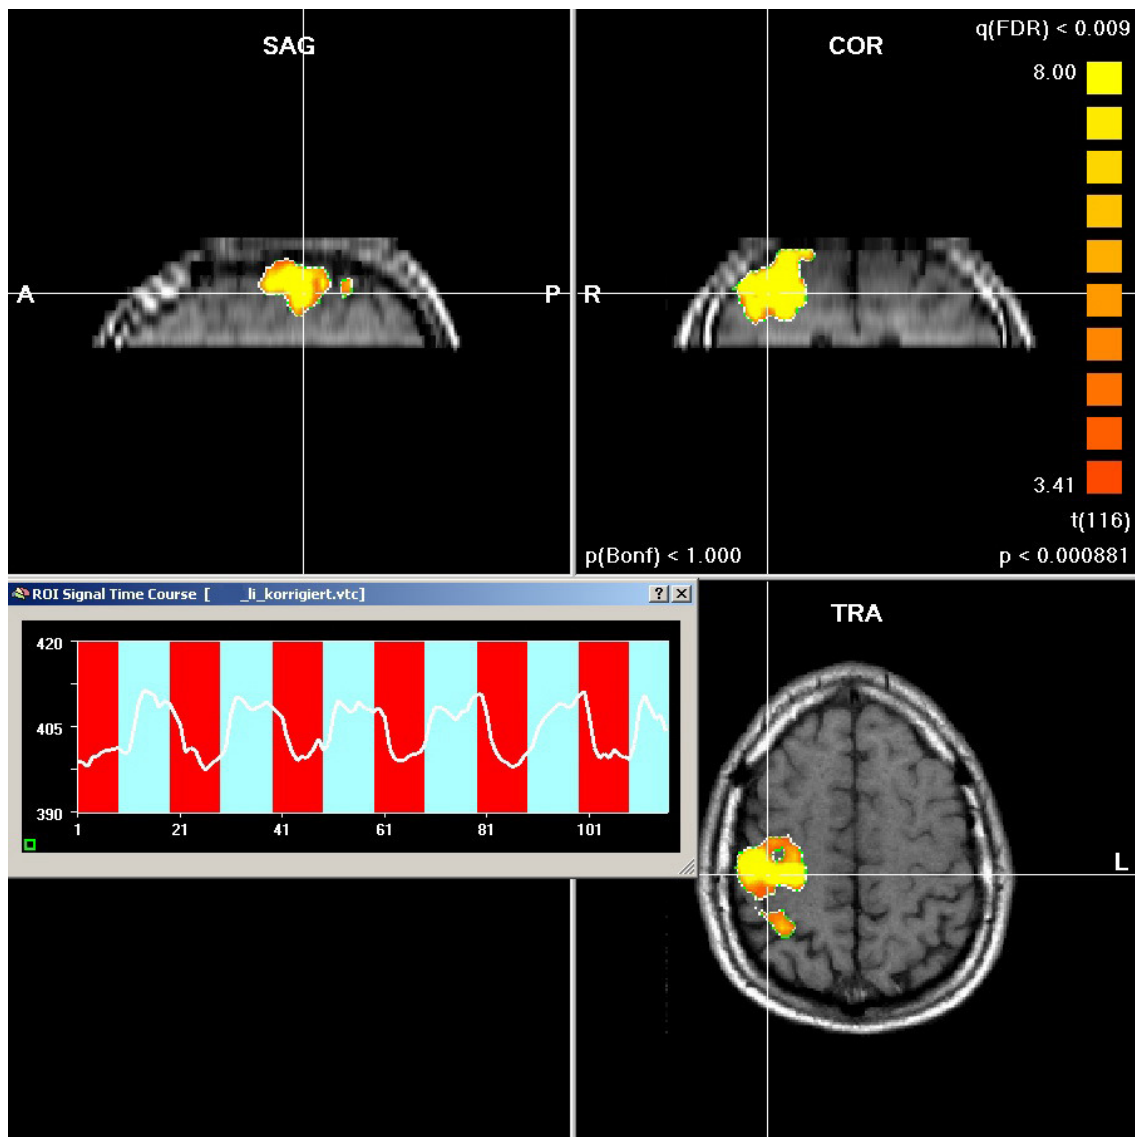 SAG
COR
q(FDR) < 0.009
8.00
A
P
R
3.41
t(116)
p(Bonf) < 1.000
p < 0.000881
ROI Signal Time Course [ _li_korrigiert.vtc]
?
420
405
390
1 21 41 61 81 101
TRA
L